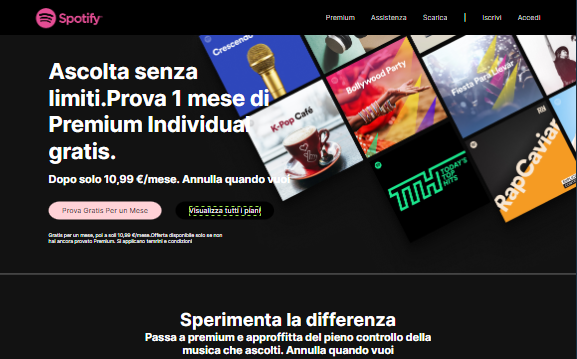 Spotify
Premium Assistenza Scarica | Iscrivi Accedi
Ascolta senza
limiti.Prova 1 mese di
Premium Individual
gratis.
Dopo solo 10,99 €/mese. Annulla quando vuoi
Prova Gratis Per un Mese
Visualizza tutti i piani
Gratis per un mese, poi a soli 10,99 €/mese.Offerta disponibile solo se non
hai ancora provato Premium. Si applicano termini e condizioni
Crescendo
Bollywood Party
Fiesta Para Llevar
K-Pop Café
TTH TODAY'S
TOP
HITS
RapCaviar
Sperimenta la differenza
Passa a premium e approffitta del pieno controllo della
musica che ascolti. Annulla quando vuoi